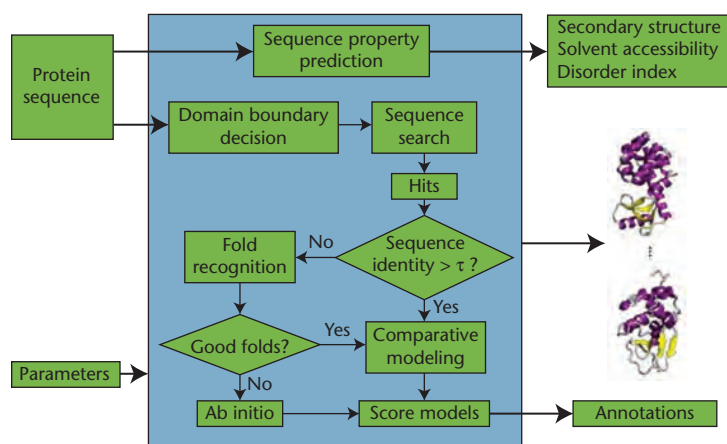 Protein
sequence
Sequence property
prediction
Secondary structure
Solvent accessibility
Disorder index
Domain boundary
decision
Sequence
search
Hits
Sequence
identity > τ ?
No
Fold
recognition
Yes
Good folds?
Yes
Comparative
modeling
Parameters
No
Ab initio
Score models
Annotations